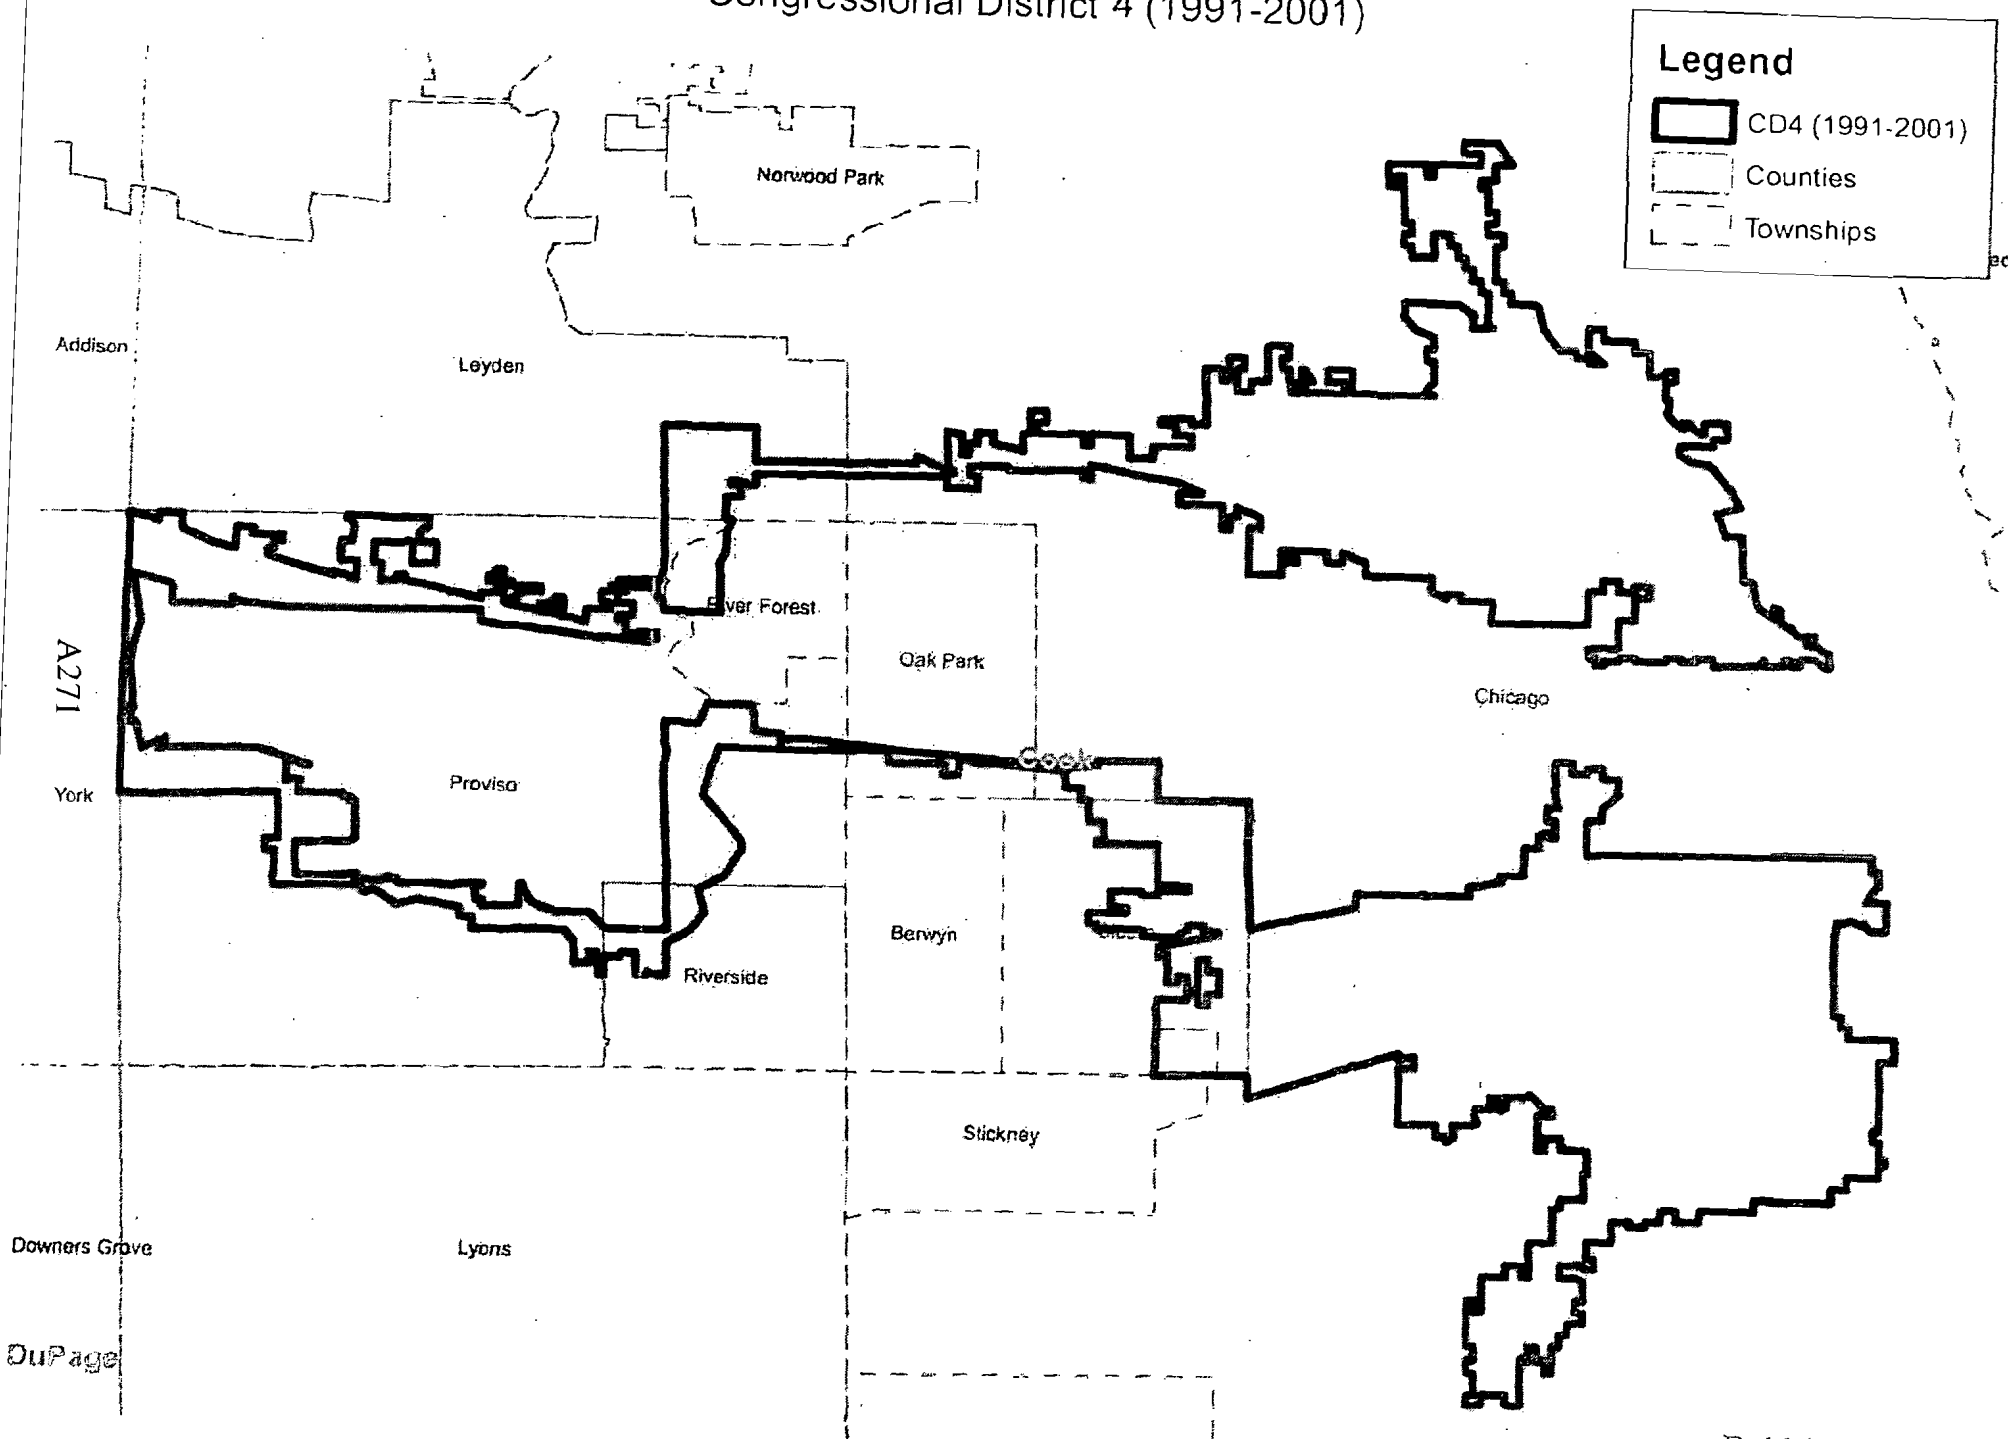 Congressional District 4 (1991-2001)
Legend
CD4 (1991-2001)
Counties
Townships
Norwood Park
Addison
Leyden
River Forest
A271
Oak Park
Chicago
Cook
York
Proviso
Berwyn
Riverside
Stickney
Downers Grove
Lyons
DuPage